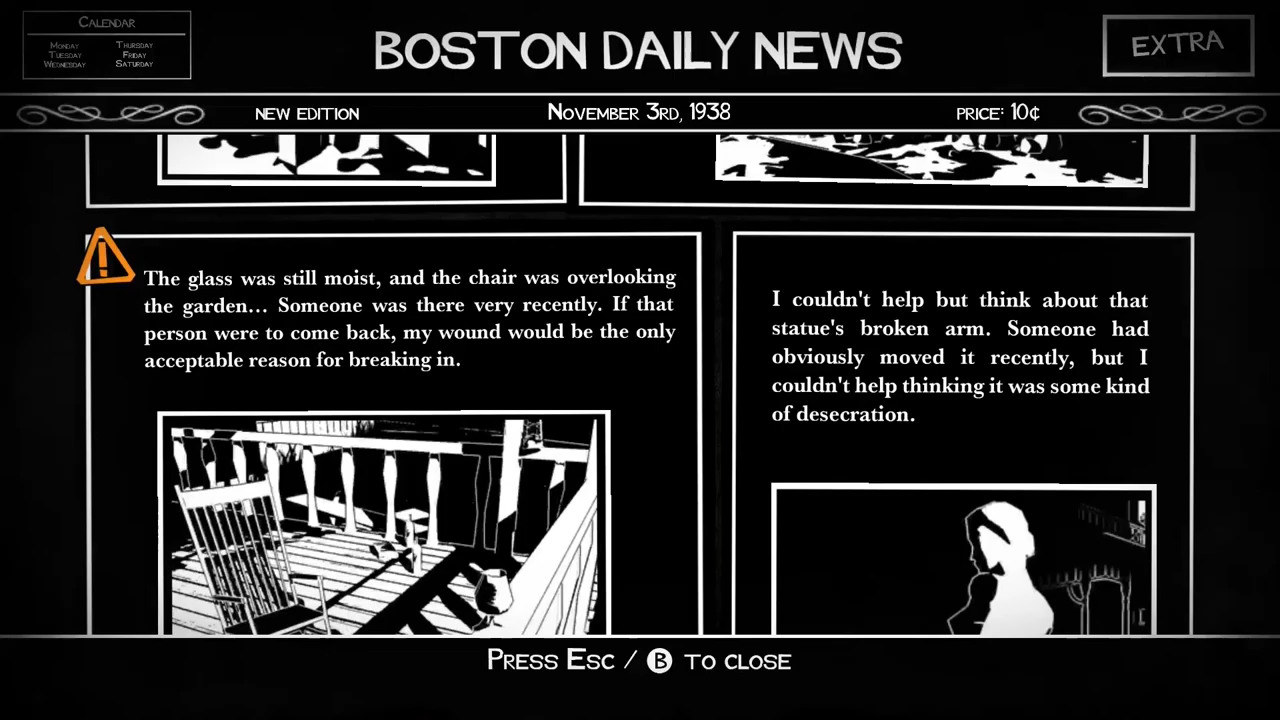 CALENDAR
MONDAY THURSDAY
TUESDAY FRIDAY
WEDNESDAY SATURDAY
BOSTON DAILY NEWS
EXTRA
NEW EDITION
NOVEMBER 3RD, 1938
PRICE: 10¢
The glass was still moist, and the chair was overlooking
the garden... Someone was there very recently. If that
person were to come back, my wound would be the only
acceptable reason for breaking in.
I couldn't help but think about that
statue's broken arm. Someone had
obviously moved it recently, but I
couldn't help thinking it was some kind
of desecration.
PRESS ESC / B TO CLOSE